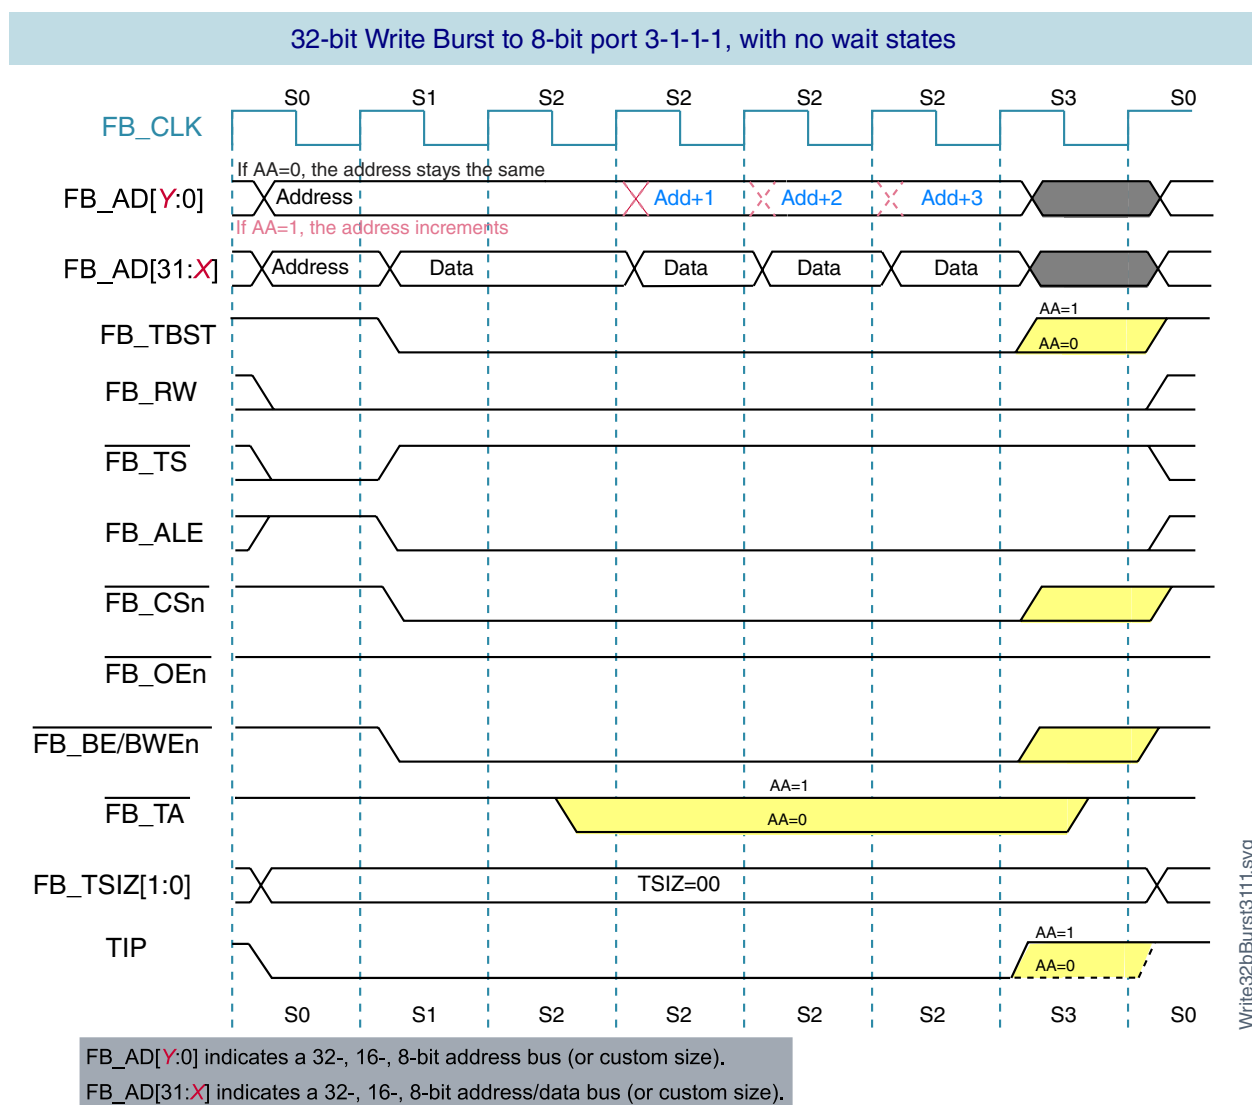 32-bit Write Burst to 8-bit port 3-1-1-1, with no wait states
S0 S1 S2 S2 S2 S2 S3 S0
FB_CLK
If AA=0, the address stays the same
FB_AD[Y:0] Address Add+1 Add+2 Add+3
If AA=1, the address increments
FB_AD[31:X] Address Data Data Data Data
AA=1
FB_TBST
AA=0
FB_RW
FB_TS
FB_ALE
FB_CSn
FB_OEn
FB_BE/BWEn
AA=1
FB_TA
AA=0
FB_TSIZ[1:0] TSIZ=00
AA=1
TIP
AA=0
S0 S1 S2 S2 S2 S2 S3 S0
Write32bBurst3111.svg
FB_AD[Y:0] indicates a 32-, 16-, 8-bit address bus (or custom size).
FB_AD[31:X] indicates a 32-, 16-, 8-bit address/data bus (or custom size).